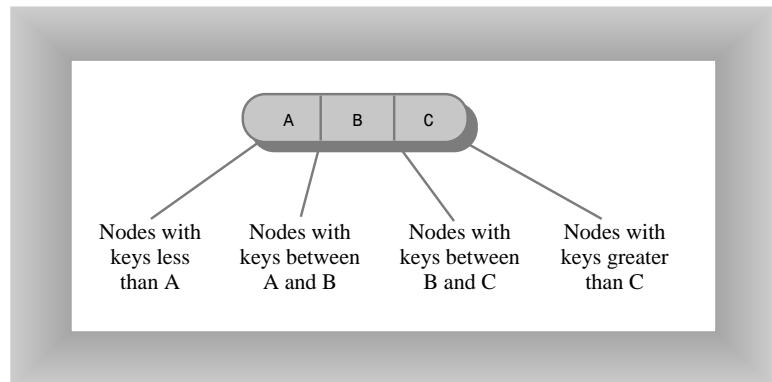 A B C
Nodes with
keys less
than A
Nodes with
keys between
A and B
Nodes with
keys between
B and C
Nodes with
keys greater
than C